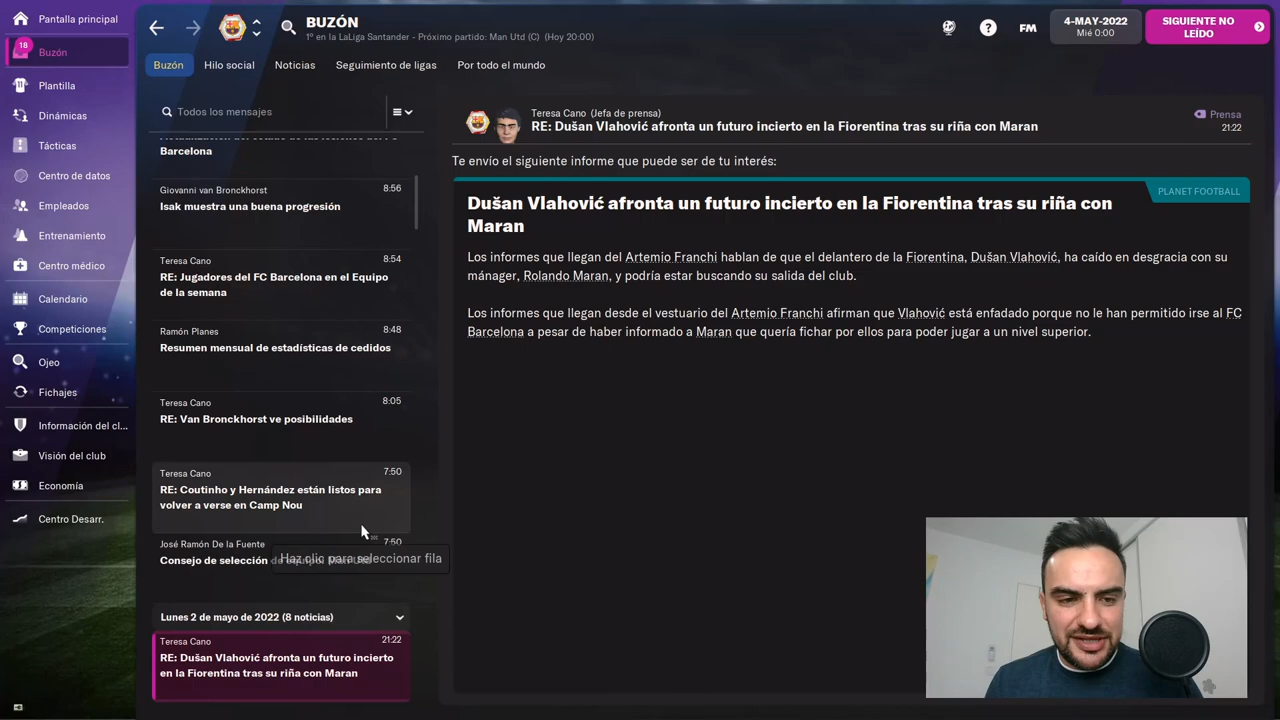 Pantalla principal
18
Buzón
Plantilla
Dinámicas
Tácticas
Centro de datos
Empleados
Entrenamiento
Centro médico
Calendario
Competiciones
Ojeo
Fichajes
Información del cl...
Visión del club
Economía
Centro Desarr.
BUZÓN
1º en la LaLiga Santander - Próximo partido: Man Utd (C) (Hoy 20:00)
FM
4-MAY-2022
Mié 0:00
SIGUIENTE NO LEÍDO
Buzón
Hilo social
Noticias
Seguimiento de ligas
Por todo el mundo
Todos los mensajes
Barcelona
Giovanni van Bronckhorst
8:56
Isak muestra una buena progresión
Teresa Cano
8:54
RE: Jugadores del FC Barcelona en el Equipo
de la semana
Ramón Planes
8:48
Resumen mensual de estadísticas de cedidos
Teresa Cano
8:05
RE: Van Bronckhorst ve posibilidades
Teresa Cano
7:50
RE: Coutinho y Hernández están listos para
volver a verse en Camp Nou
José Ramón De la Fuente
7:50
Consejo de selección
Haz clic para seleccionar fila
Lunes 2 de mayo de 2022 (8 noticias)
Teresa Cano
21:22
RE: Dušan Vlahović afronta un futuro incierto
en la Fiorentina tras su riña con Maran
Teresa Cano (Jefa de prensa)
RE: Dušan Vlahović afronta un futuro incierto en la Fiorentina tras su riña con Maran
Prensa
21:22
Te envío el siguiente informe que puede ser de tu interés:
PLANET FOOTBALL
Dušan Vlahović afronta un futuro incierto en la Fiorentina tras su riña con
Maran
Los informes que llegan del Artemio Franchi hablan de que el delantero de la Fiorentina, Dušan Vlahović, ha caído en desgracia con su
mánager, Rolando Maran, y podría estar buscando su salida del club.
Los informes que llegan desde el vestuario del Artemio Franchi afirman que Vlahović está enfadado porque no le han permitido irse al FC
Barcelona a pesar de haber informado a Maran que quería fichar por ellos para poder jugar a un nivel superior.